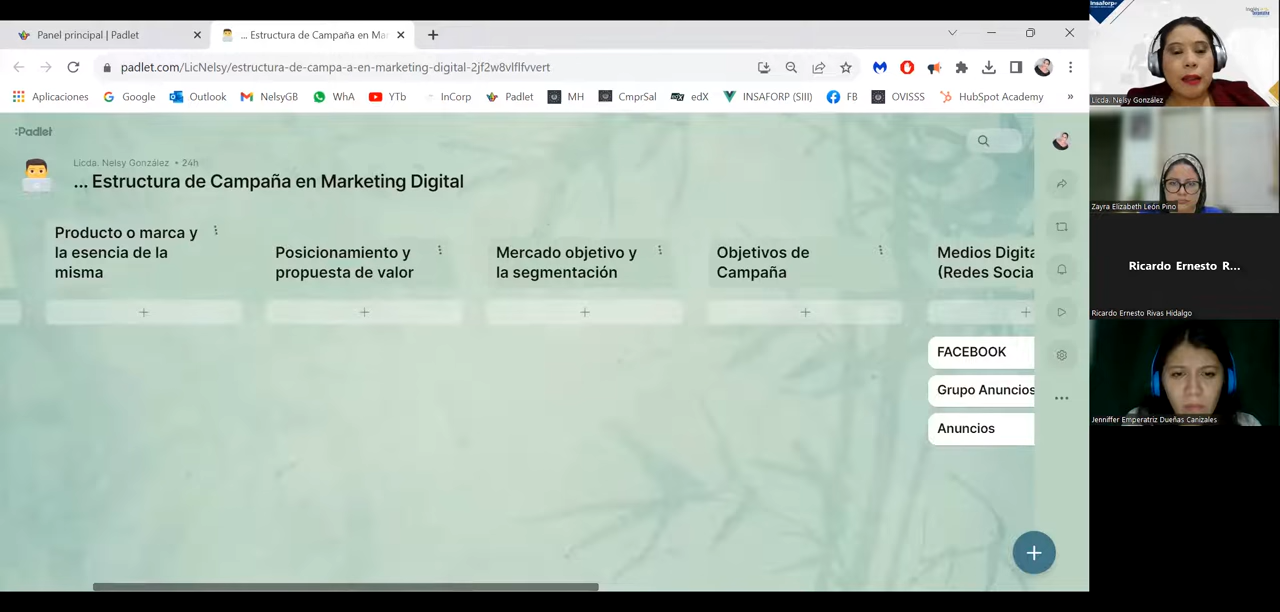 Panel principal | Padlet
... Estructura de Campaña en Mar
padlet.com/LicNelsy/estructura-de-campa-a-en-marketing-digital-2jf2w8vlflfvvert
Aplicaciones
Google
Outlook
NelsyGB
WhA
YTb
InCorp
Padlet
MH
CmprSal
edX
INSAFORP (SIII)
FB
OVISSS
HubSpot Academy
»
:Padlet
Licda. Nelsy González • 24h
... Estructura de Campaña en Marketing Digital
Producto o marca y
la esencia de la
misma
Posicionamiento y
propuesta de valor
Mercado objetivo y
la segmentación
Objetivos de
Campaña
Medios Digita
(Redes Socia
FACEBOOK
Grupo Anuncios
Anuncios
Insaforp
Licda. Nelsy González
Zayra Elizabeth León Pino
Ricardo Ernesto R...
Ricardo Ernesto Rivas Hidalgo
Jenniffer Emperatriz Dueñas Canizales